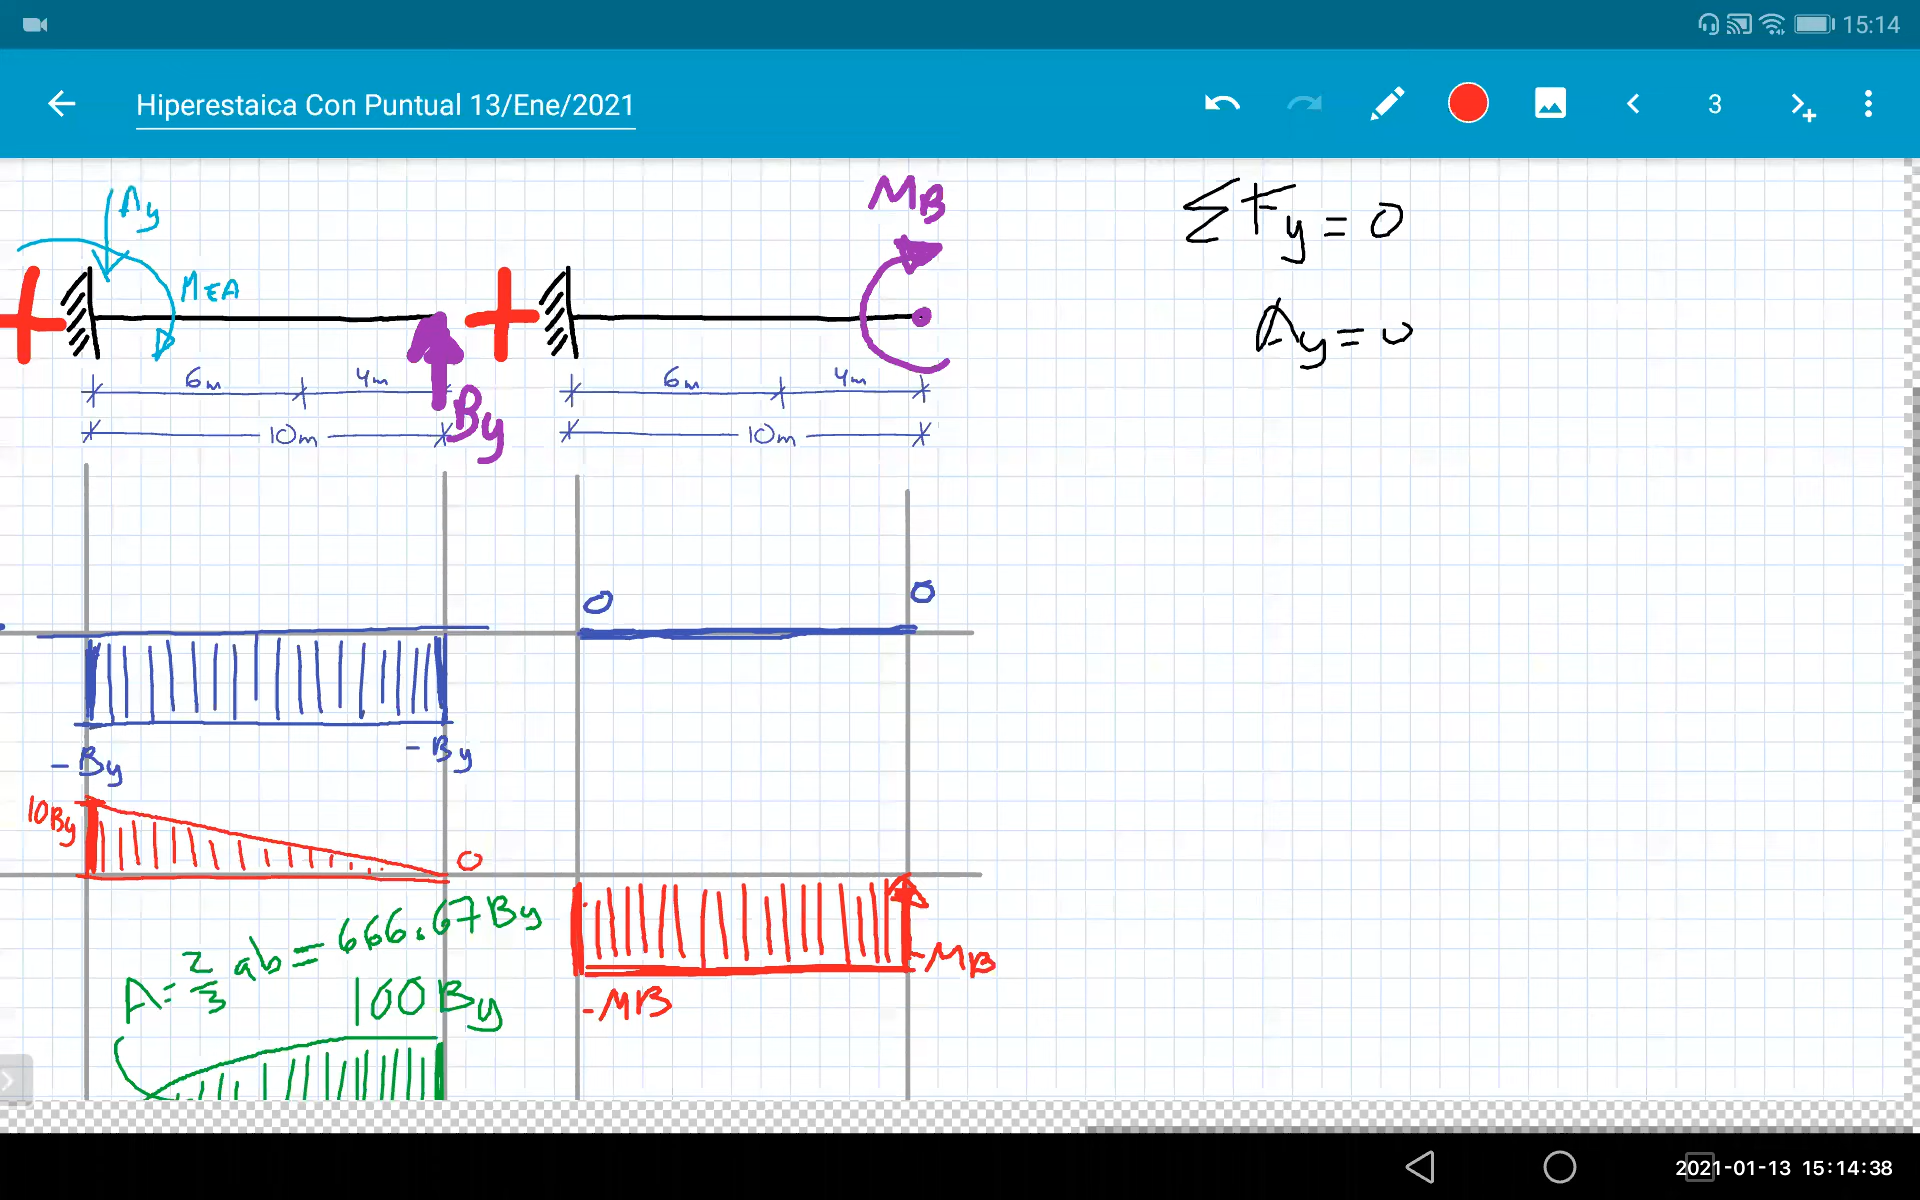 15:14
Hiperestaica Con Puntual 13/Ene/2021
3
Ay
MB
ΣFy = 0
MEA
Ay = 0
6m 4m
6m 4m
By
10m
10m
0 0
-By -By
10By
0
A = 2/3 ab = 666.67By
-MB
100By
-MB
2021-01-13 15:14:38